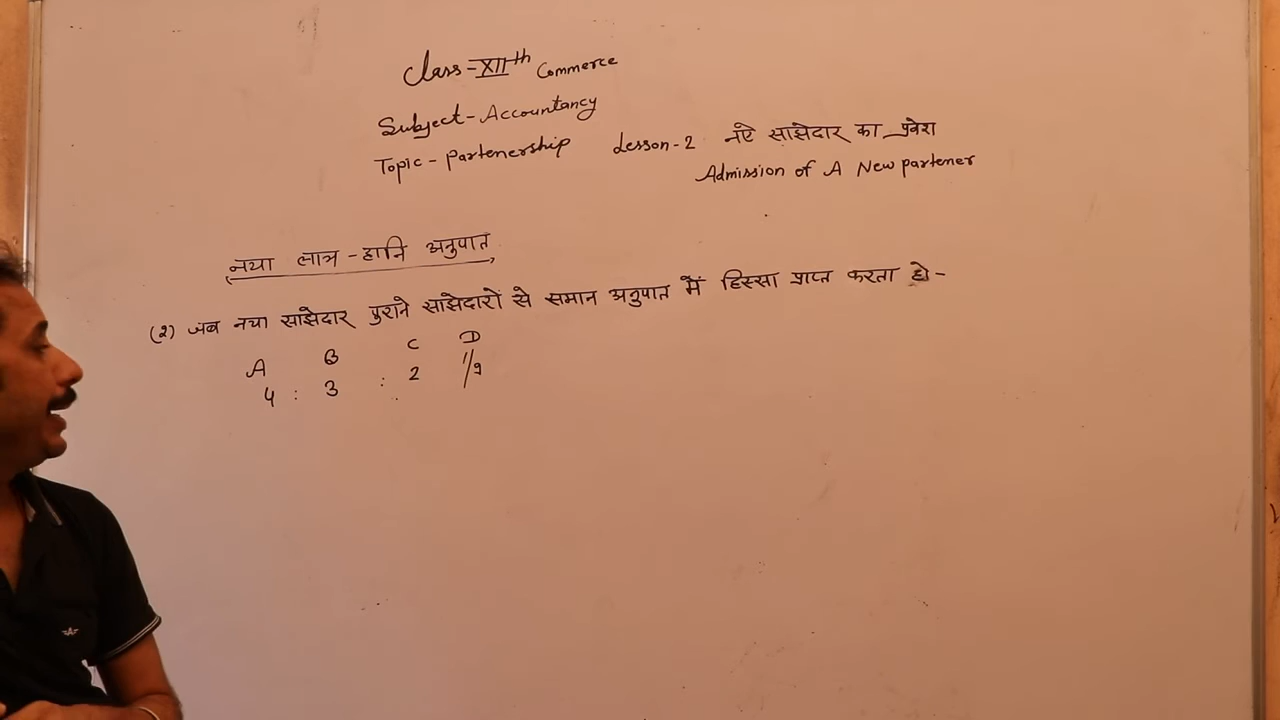 Class-XIIth Commerce
Subject-Accountancy
Topic-Partenership Lesson-2 नऐ साझेदार का प्रवेश
Admission of A New partener
नया लाभ-हानि अनुपात
(२) जब नया साझेदार पुराने साझेदारों से समान अनुपात में हिस्सा प्राप्त करता हो-
A B C D
4 : 3 : 2 1/9